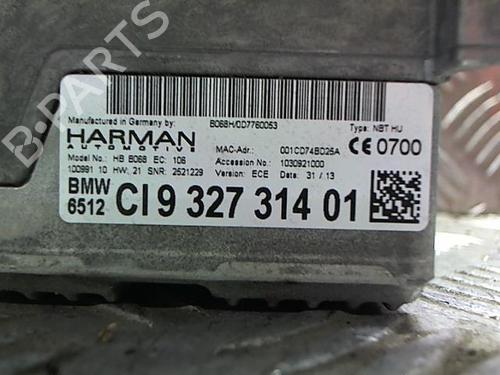 B068H/0D7760053
Manufactured in Germany by:
HARMAN
AUTOMOTIVE
Type: NBT HU
MAC-Adr.: 001CD74BD25A
CE 0700
Model No.: HB B068 EC: 106
Accession No.: 1030921000
100991 10 HW: 21 SNR: 2521229
Version: ECE Date: 31 / 13
BMW
6512 CI 9 327 314 01
B-PARTS